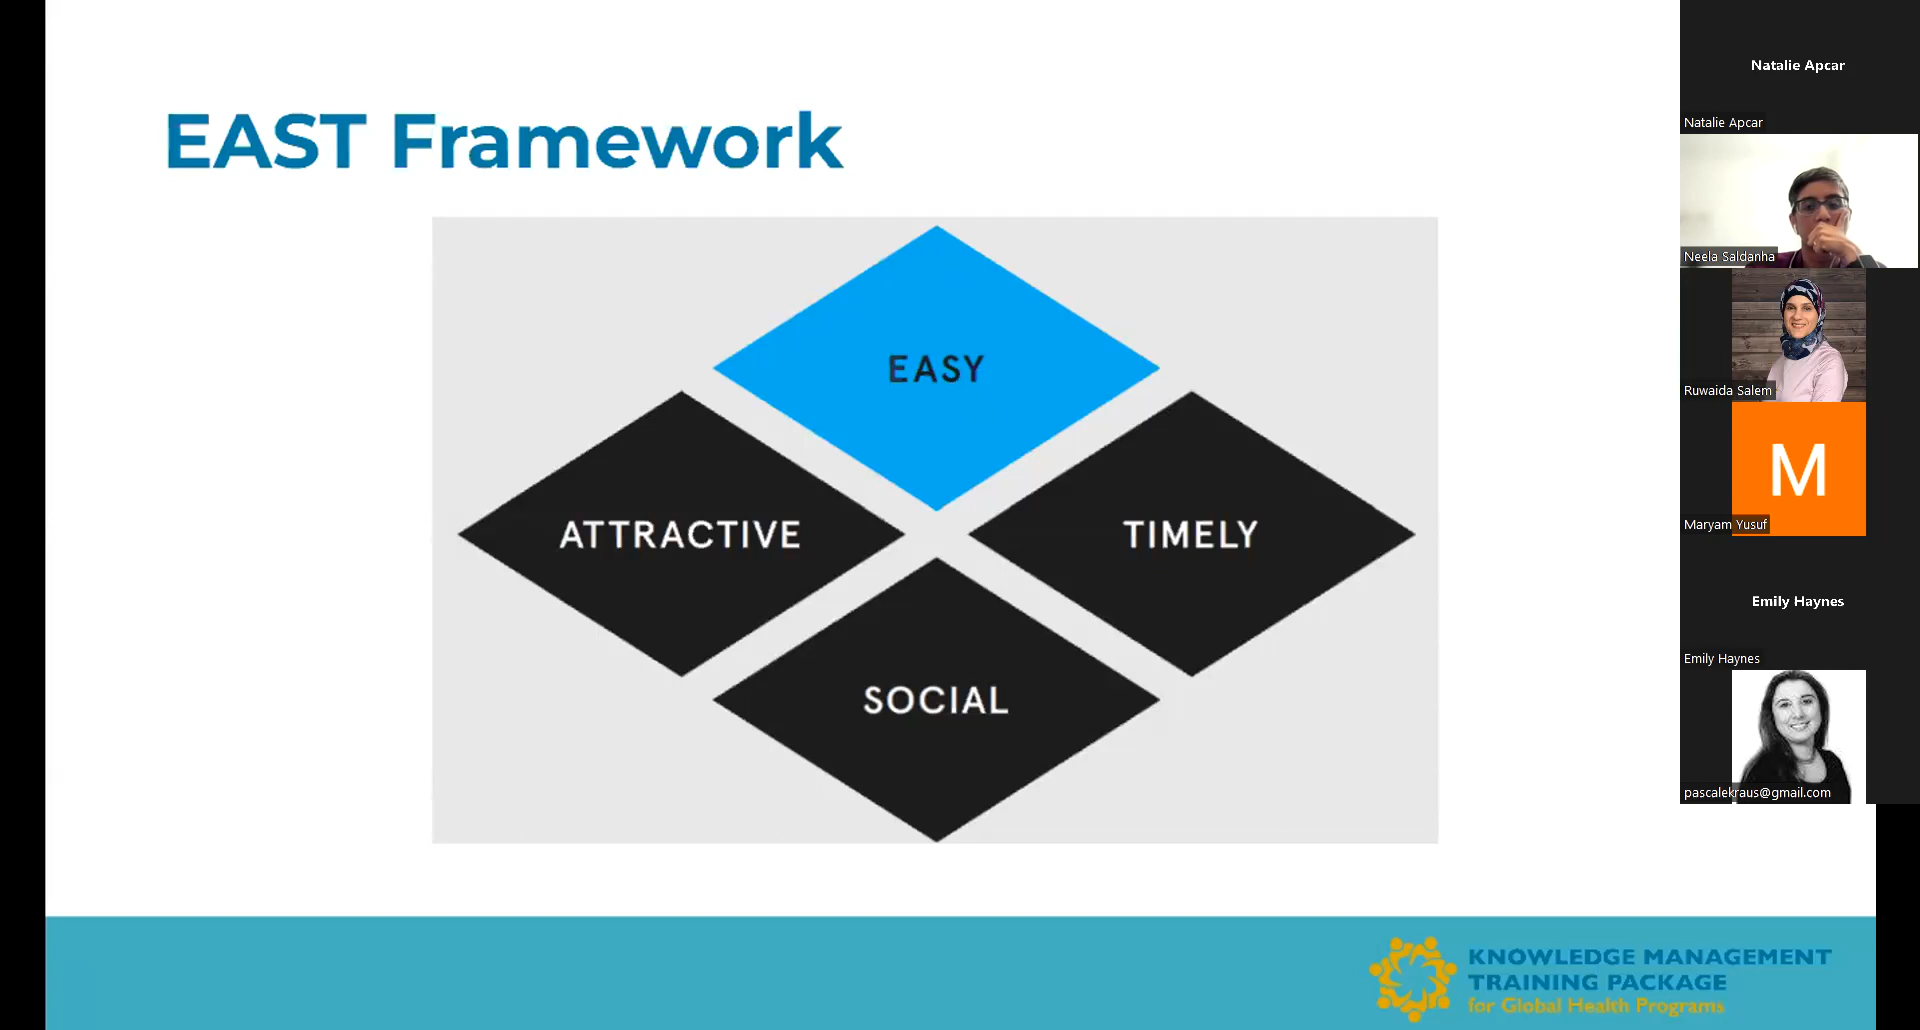 EAST Framework
EASY
ATTRACTIVE
TIMELY
SOCIAL
KNOWLEDGE MANAGEMENT
TRAINING PACKAGE
for Global Health Programs
Natalie Apcar
Natalie Apcar
Neela Saldanha
Ruwaida Salem
M
Maryam Yusuf
Emily Haynes
Emily Haynes
pascalekraus@gmail.com